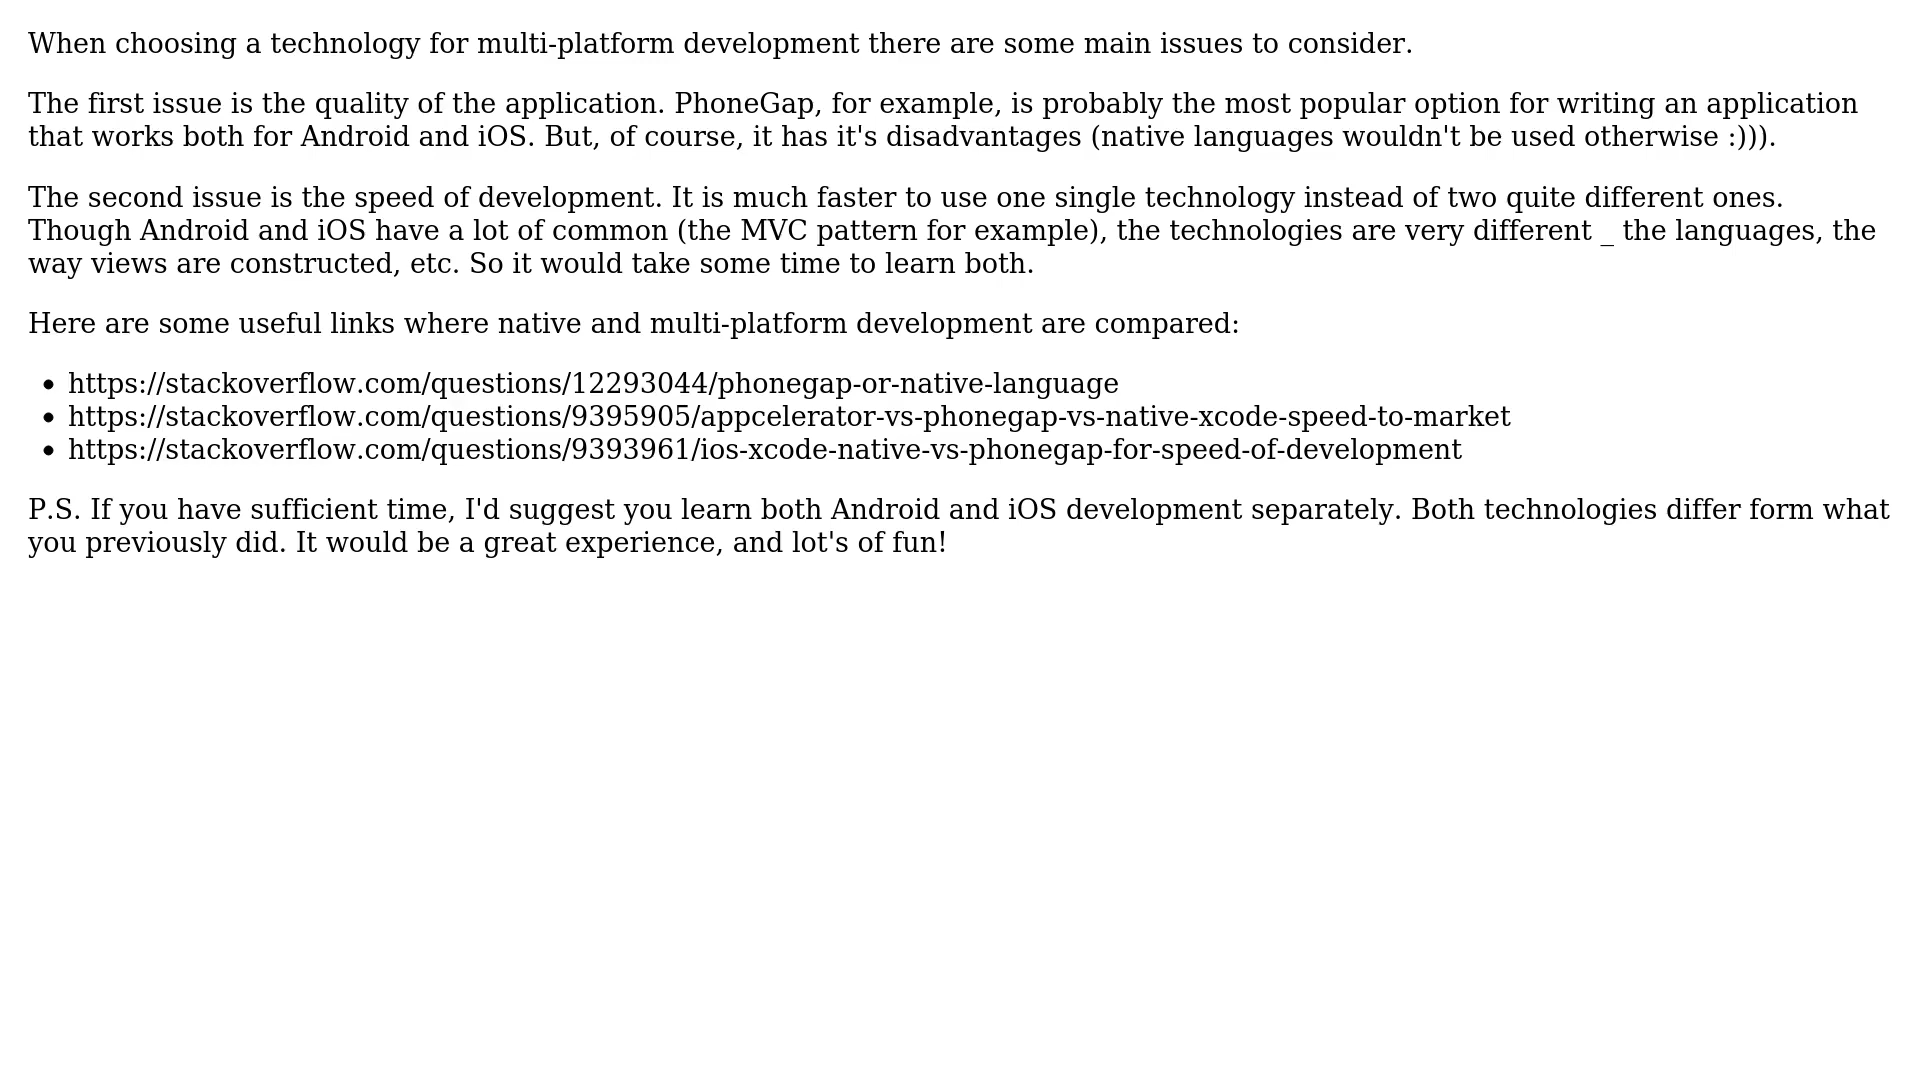 When choosing a technology for multi-platform development there are some main issues to consider.
The first issue is the quality of the application. PhoneGap, for example, is probably the most popular option for writing an application
that works both for Android and iOS. But, of course, it has it's disadvantages (native languages wouldn't be used otherwise :))).
The second issue is the speed of development. It is much faster to use one single technology instead of two quite different ones.
Though Android and iOS have a lot of common (the MVC pattern for example), the technologies are very different _ the languages, the
way views are constructed, etc. So it would take some time to learn both.
Here are some useful links where native and multi-platform development are compared:
• https://stackoverflow.com/questions/12293044/phonegap-or-native-language
• https://stackoverflow.com/questions/9395905/appcelerator-vs-phonegap-vs-native-xcode-speed-to-market
• https://stackoverflow.com/questions/9393961/ios-xcode-native-vs-phonegap-for-speed-of-development
P.S. If you have sufficient time, I'd suggest you learn both Android and iOS development separately. Both technologies differ form what
you previously did. It would be a great experience, and lot's of fun!